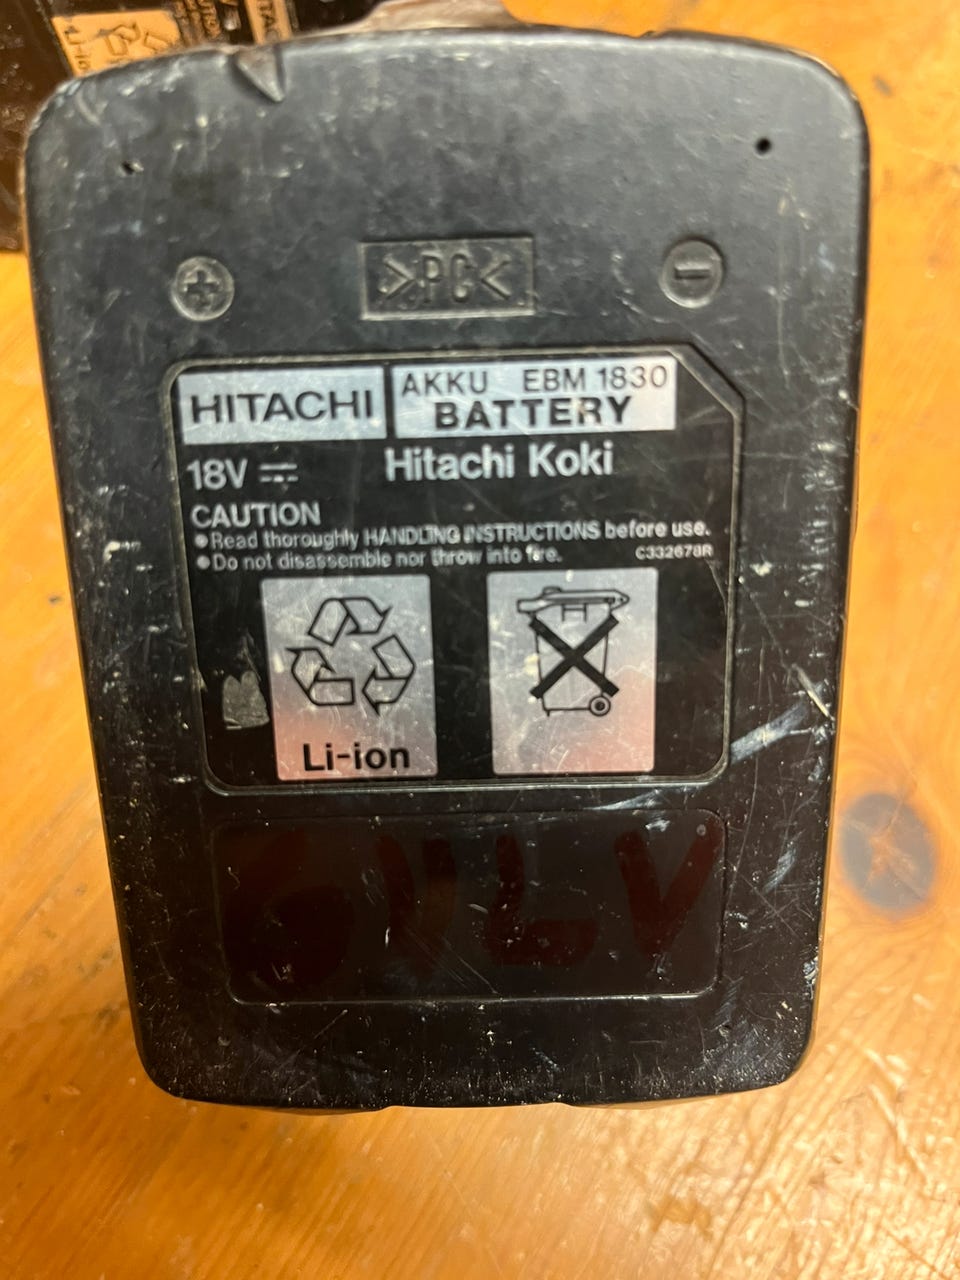 >PC<
HITACHI
AKKU EBM 1830
BATTERY
18V
Hitachi Koki
CAUTION
• Read thoroughly HANDLING INSTRUCTIONS before use.
• Do not disassemble nor throw into fire.
C332678R
Li-ion